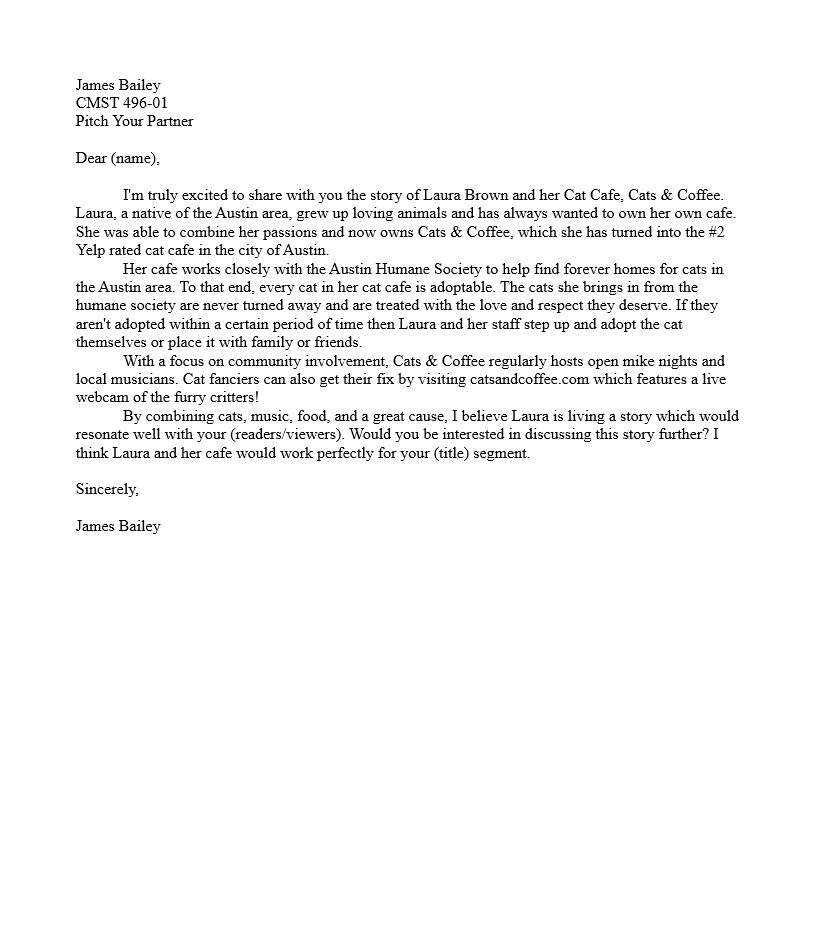 James Bailey
CMST 496-01
Pitch Your Partner
Dear (name),
I'm truly excited to share with you the story of Laura Brown and her Cat Cafe, Cats & Coffee.
Laura, a native of the Austin area, grew up loving animals and has always wanted to own her own cafe.
She was able to combine her passions and now owns Cats & Coffee, which she has turned into the #2
Yelp rated cat cafe in the city of Austin.
Her cafe works closely with the Austin Humane Society to help find forever homes for cats in
the Austin area. To that end, every cat in her cat cafe is adoptable. The cats she brings in from the
humane society are never turned away and are treated with the love and respect they deserve. If they
aren't adopted within a certain period of time then Laura and her staff step up and adopt the cat
themselves or place it with family or friends.
With a focus on community involvement, Cats & Coffee regularly hosts open mike nights and
local musicians. Cat fanciers can also get their fix by visiting catsandcoffee.com which features a live
webcam of the furry critters!
By combining cats, music, food, and a great cause, I believe Laura is living a story which would
resonate well with your (readers/viewers). Would you be interested in discussing this story further? I
think Laura and her cafe would work perfectly for your (title) segment.
Sincerely,
James Bailey